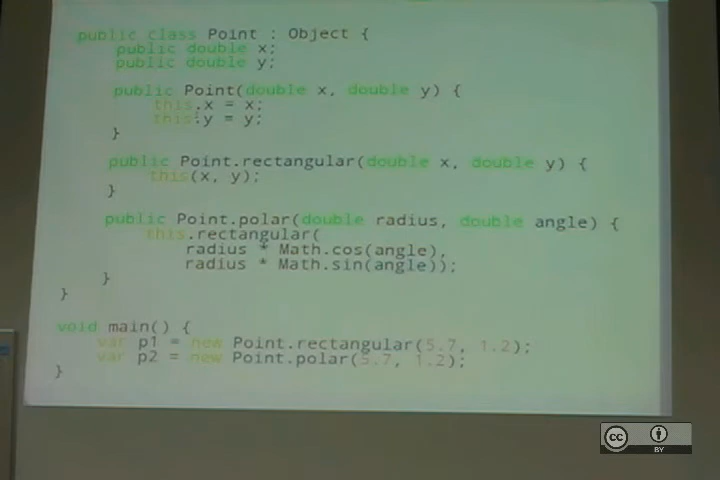 public class Point : Object {
public double x;
public double y;
public Point(double x, double y) {
this.x = x;
this.y = y;
}
public Point.rectangular(double x, double y) {
this(x, y);
}
public Point.polar(double radius, double angle) {
this.rectangular(
radius * Math.cos(angle),
radius * Math.sin(angle));
}
}
void main() {
var p1 = new Point.rectangular(5.7, 1.2);
var p2 = new Point.polar(5.7, 1.2);
}
cc
BY